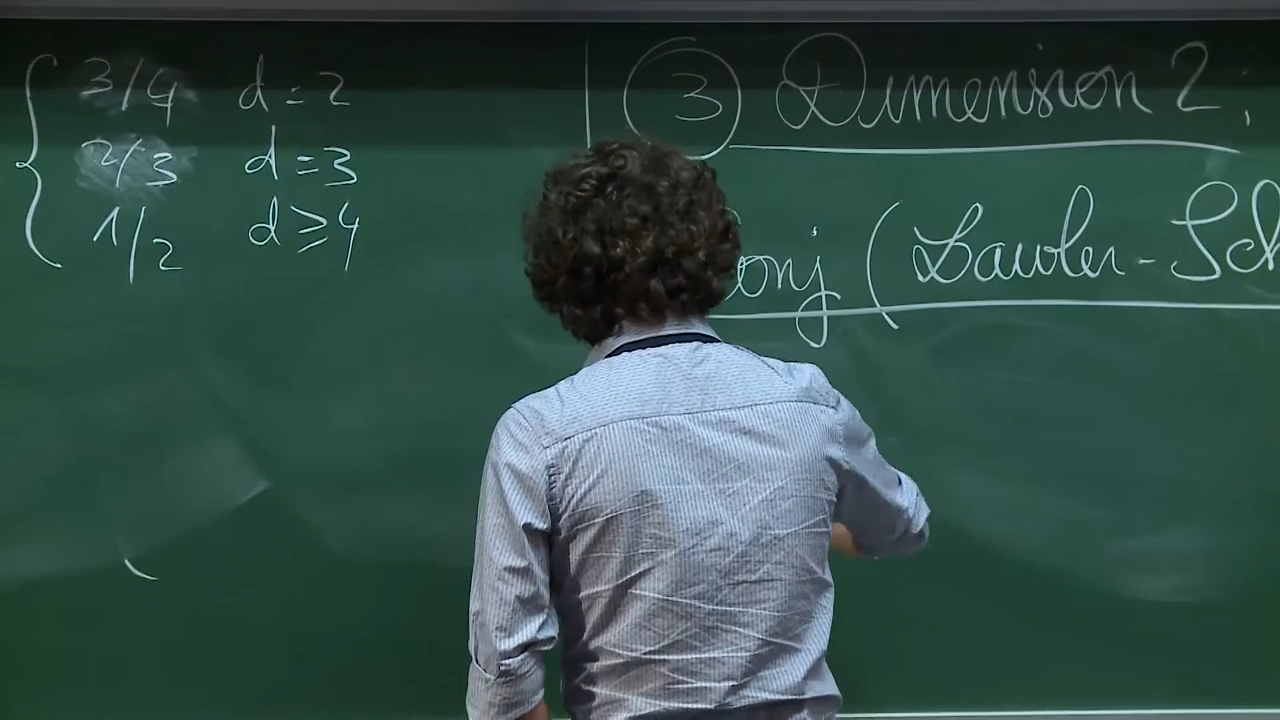 3/4 d = 2
2/3 d = 3
1/2 d ≥ 4
③ Dimension 2;
onj (Lawler - Sch